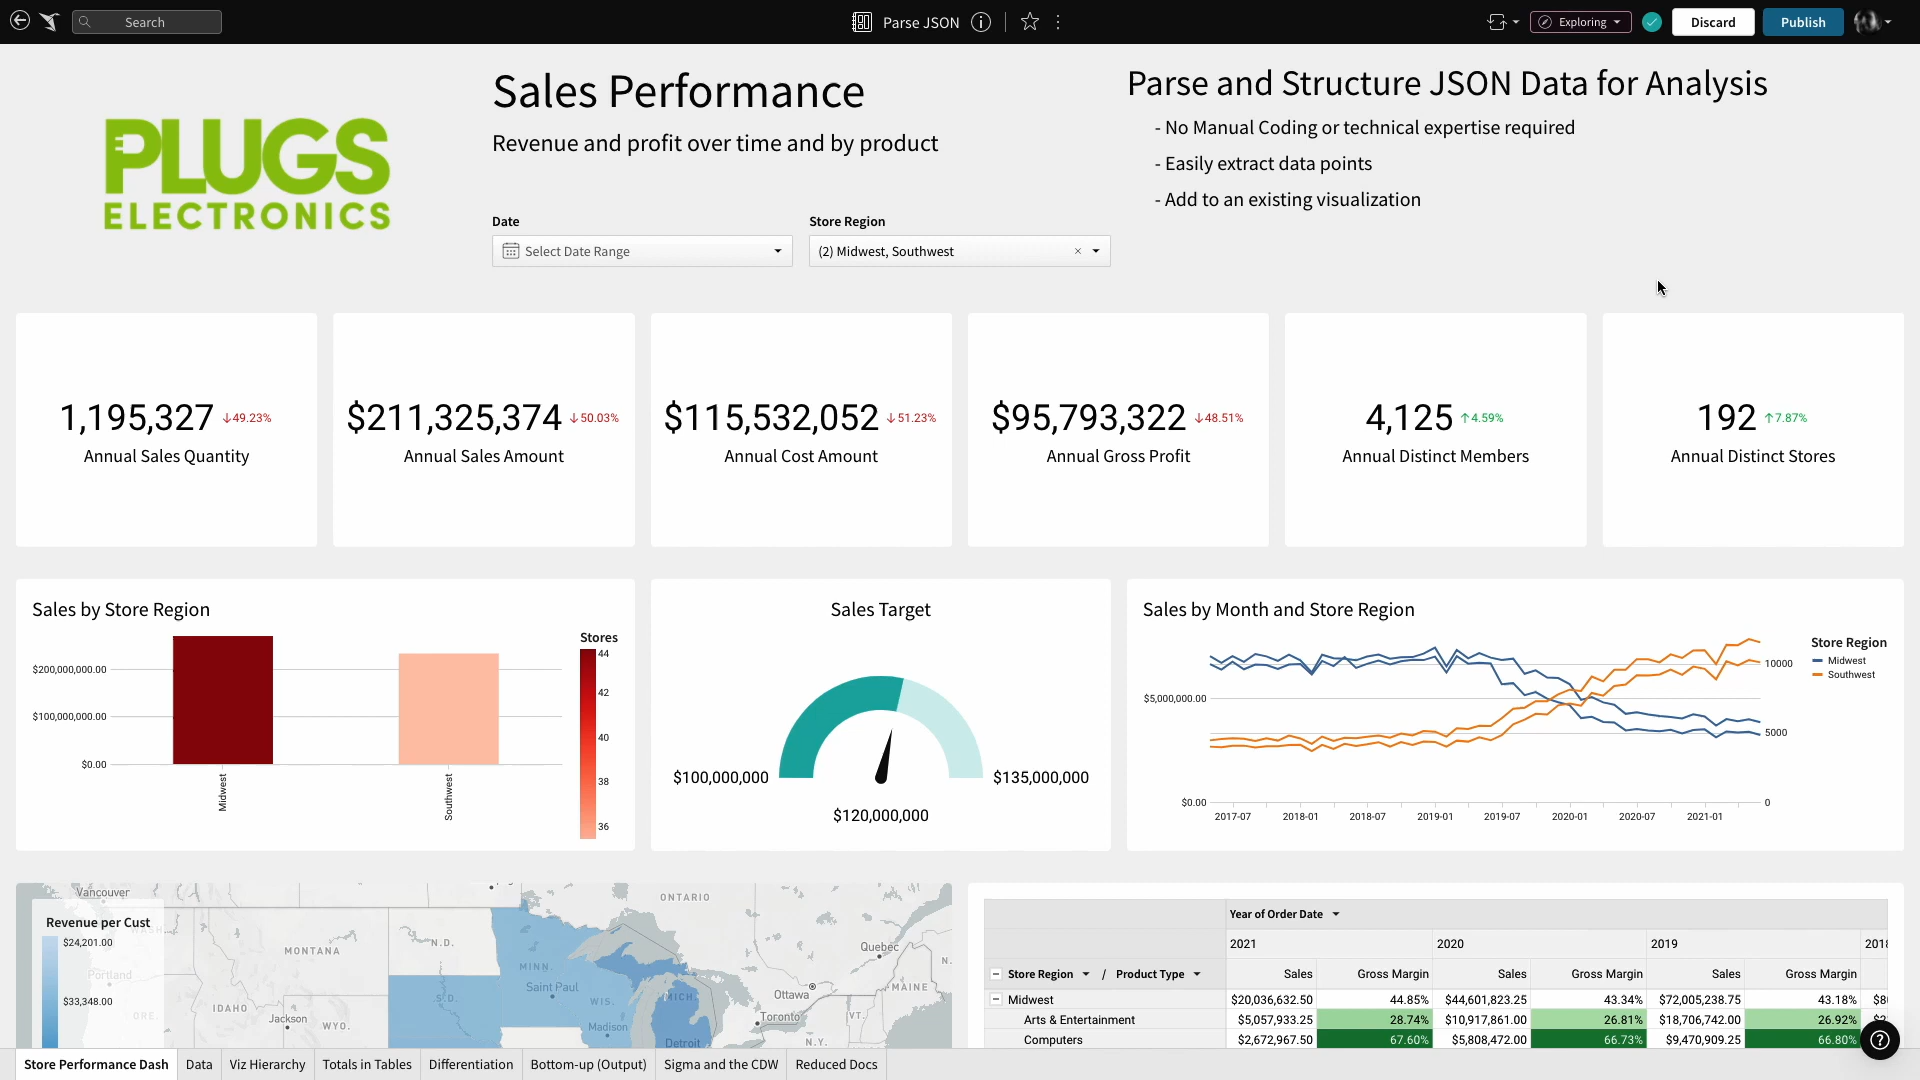 Search
Parse JSON
Exploring
Discard
Publish
PLUGS
ELECTRONICS
Sales Performance
Revenue and profit over time and by product
Date
Select Date Range
Store Region
(2) Midwest, Southwest
Parse and Structure JSON Data for Analysis
- No Manual Coding or technical expertise required
- Easily extract data points
- Add to an existing visualization
1,195,327 ↓49.23%
Annual Sales Quantity
$211,325,374 ↓50.03%
Annual Sales Amount
$115,532,052 ↓51.23%
Annual Cost Amount
$95,793,322 ↓48.51%
Annual Gross Profit
4,125 ↑4.59%
Annual Distinct Members
192 ↑7.87%
Annual Distinct Stores
Sales by Store Region
$200,000,000.00
$100,000,000.00
$0.00
Midwest
Southwest
Stores
44
42
40
38
36
Sales Target
$100,000,000
$135,000,000
$120,000,000
Sales by Month and Store Region
$5,000,000.00
$0.00
10000
5000
0
2017-07 2018-01 2018-07 2019-01 2019-07 2020-01 2020-07 2021-01
Store Region
Midwest
Southwest
Revenue per Cust
$24,201.00
$33,348.00
Vancouver
WASH.
Portland
ORE.
MONTANA
IDAHO
Jackson
WYO.
N.D.
S.D.
MINN.
Saint Paul
WIS.
Madison
MICH.
Detroit
ONTARIO
Ottawa
Toronto
Québec
MAINE
VT.
N.Y.
N.
Year of Order Date
2021 2020 2019 2018
Store Region / Product Type Sales Gross Margin Sales Gross Margin Sales Gross Margin
Midwest $20,036,632.50 44.85% $44,601,823.25 43.34% $72,005,238.75 43.18% $8
Arts & Entertainment $5,057,933.25 28.74% $10,917,861.00 26.81% $18,706,742.00 26.92%
Computers $2,672,967.50 67.60% $5,808,472.00 66.73% $9,470,909.25 66.80%
Store Performance Dash Data Viz Hierarchy Totals in Tables Differentiation Bottom-up (Output) Sigma and the CDW Reduced Docs